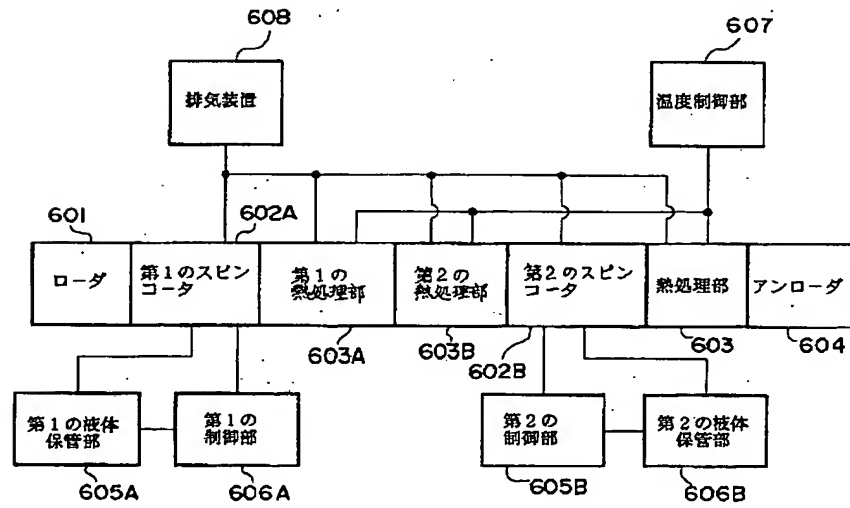 608
607
排気装置
温度制御部
601
602A
ローダ
第1のスピン
コータ
第1の
熱処理部
第2の
熱処理部
第2のスピン
コータ
熱処理部
アンローダ
603A
603B
602B
603
604
第1の液体
保管部
第1の
制御部
第2の
制御部
第2の液体
保管部
605A
606A
605B
606B